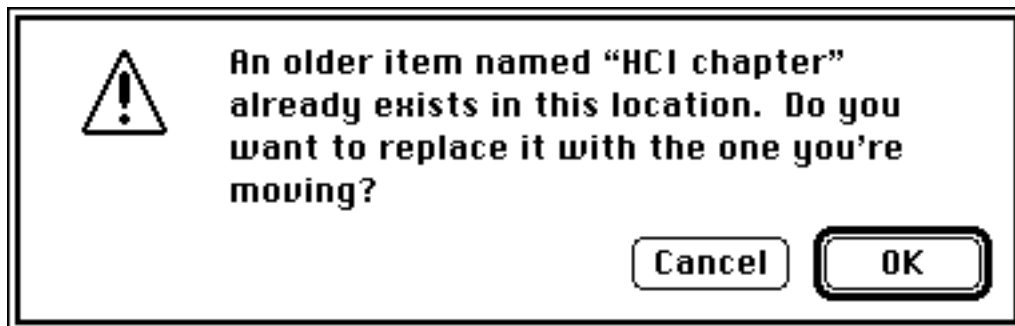 An older item named “HCI chapter”
already exists in this location.  Do you
want to replace it with the one you’re
moving?
Cancel OK